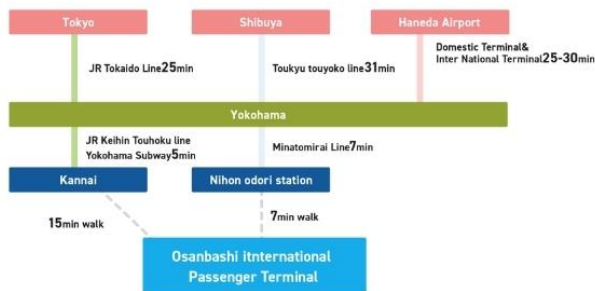 Tokyo
Shibuya
Haneda Airport
JR Tokaido Line25min
Toukyu touyoko line31min
Domestic Terminal&
Inter National Terminal25-30min
Yokohama
JR Keihin Touhoku line
Yokohama Subway5min
Minatomirai Line7min
Kannai
Nihon odori station
15min walk
7min walk
Osanbashi itnternational
Passenger Terminal